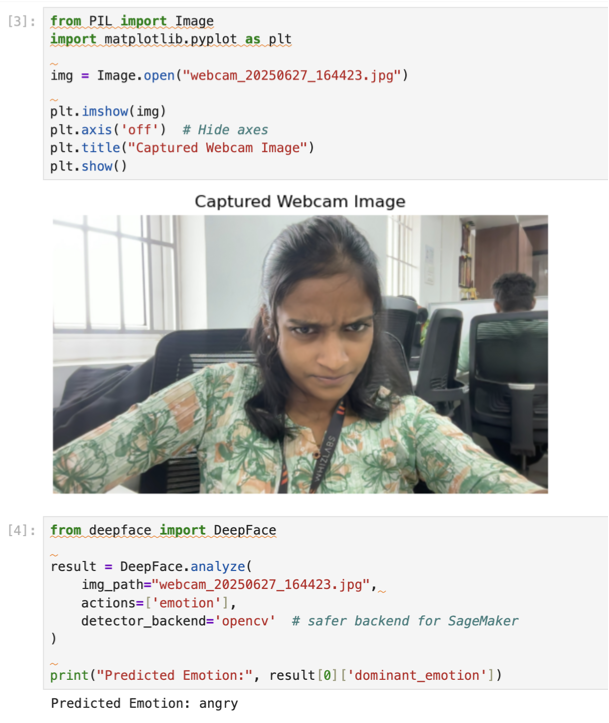 [3]:
from PIL import Image
import matplotlib.pyplot as plt
img = Image.open("webcam_20250627_164423.jpg")
plt.imshow(img)
plt.axis('off')  # Hide axes
plt.title("Captured Webcam Image")
plt.show()
Captured Webcam Image
WHIZLABS
[4]:
from deepface import DeepFace
result = DeepFace.analyze(
    img_path="webcam_20250627_164423.jpg",
    actions=['emotion'],
    detector_backend='opencv'  # safer backend for SageMaker
)
print("Predicted Emotion:", result[0]['dominant_emotion'])
Predicted Emotion: angry